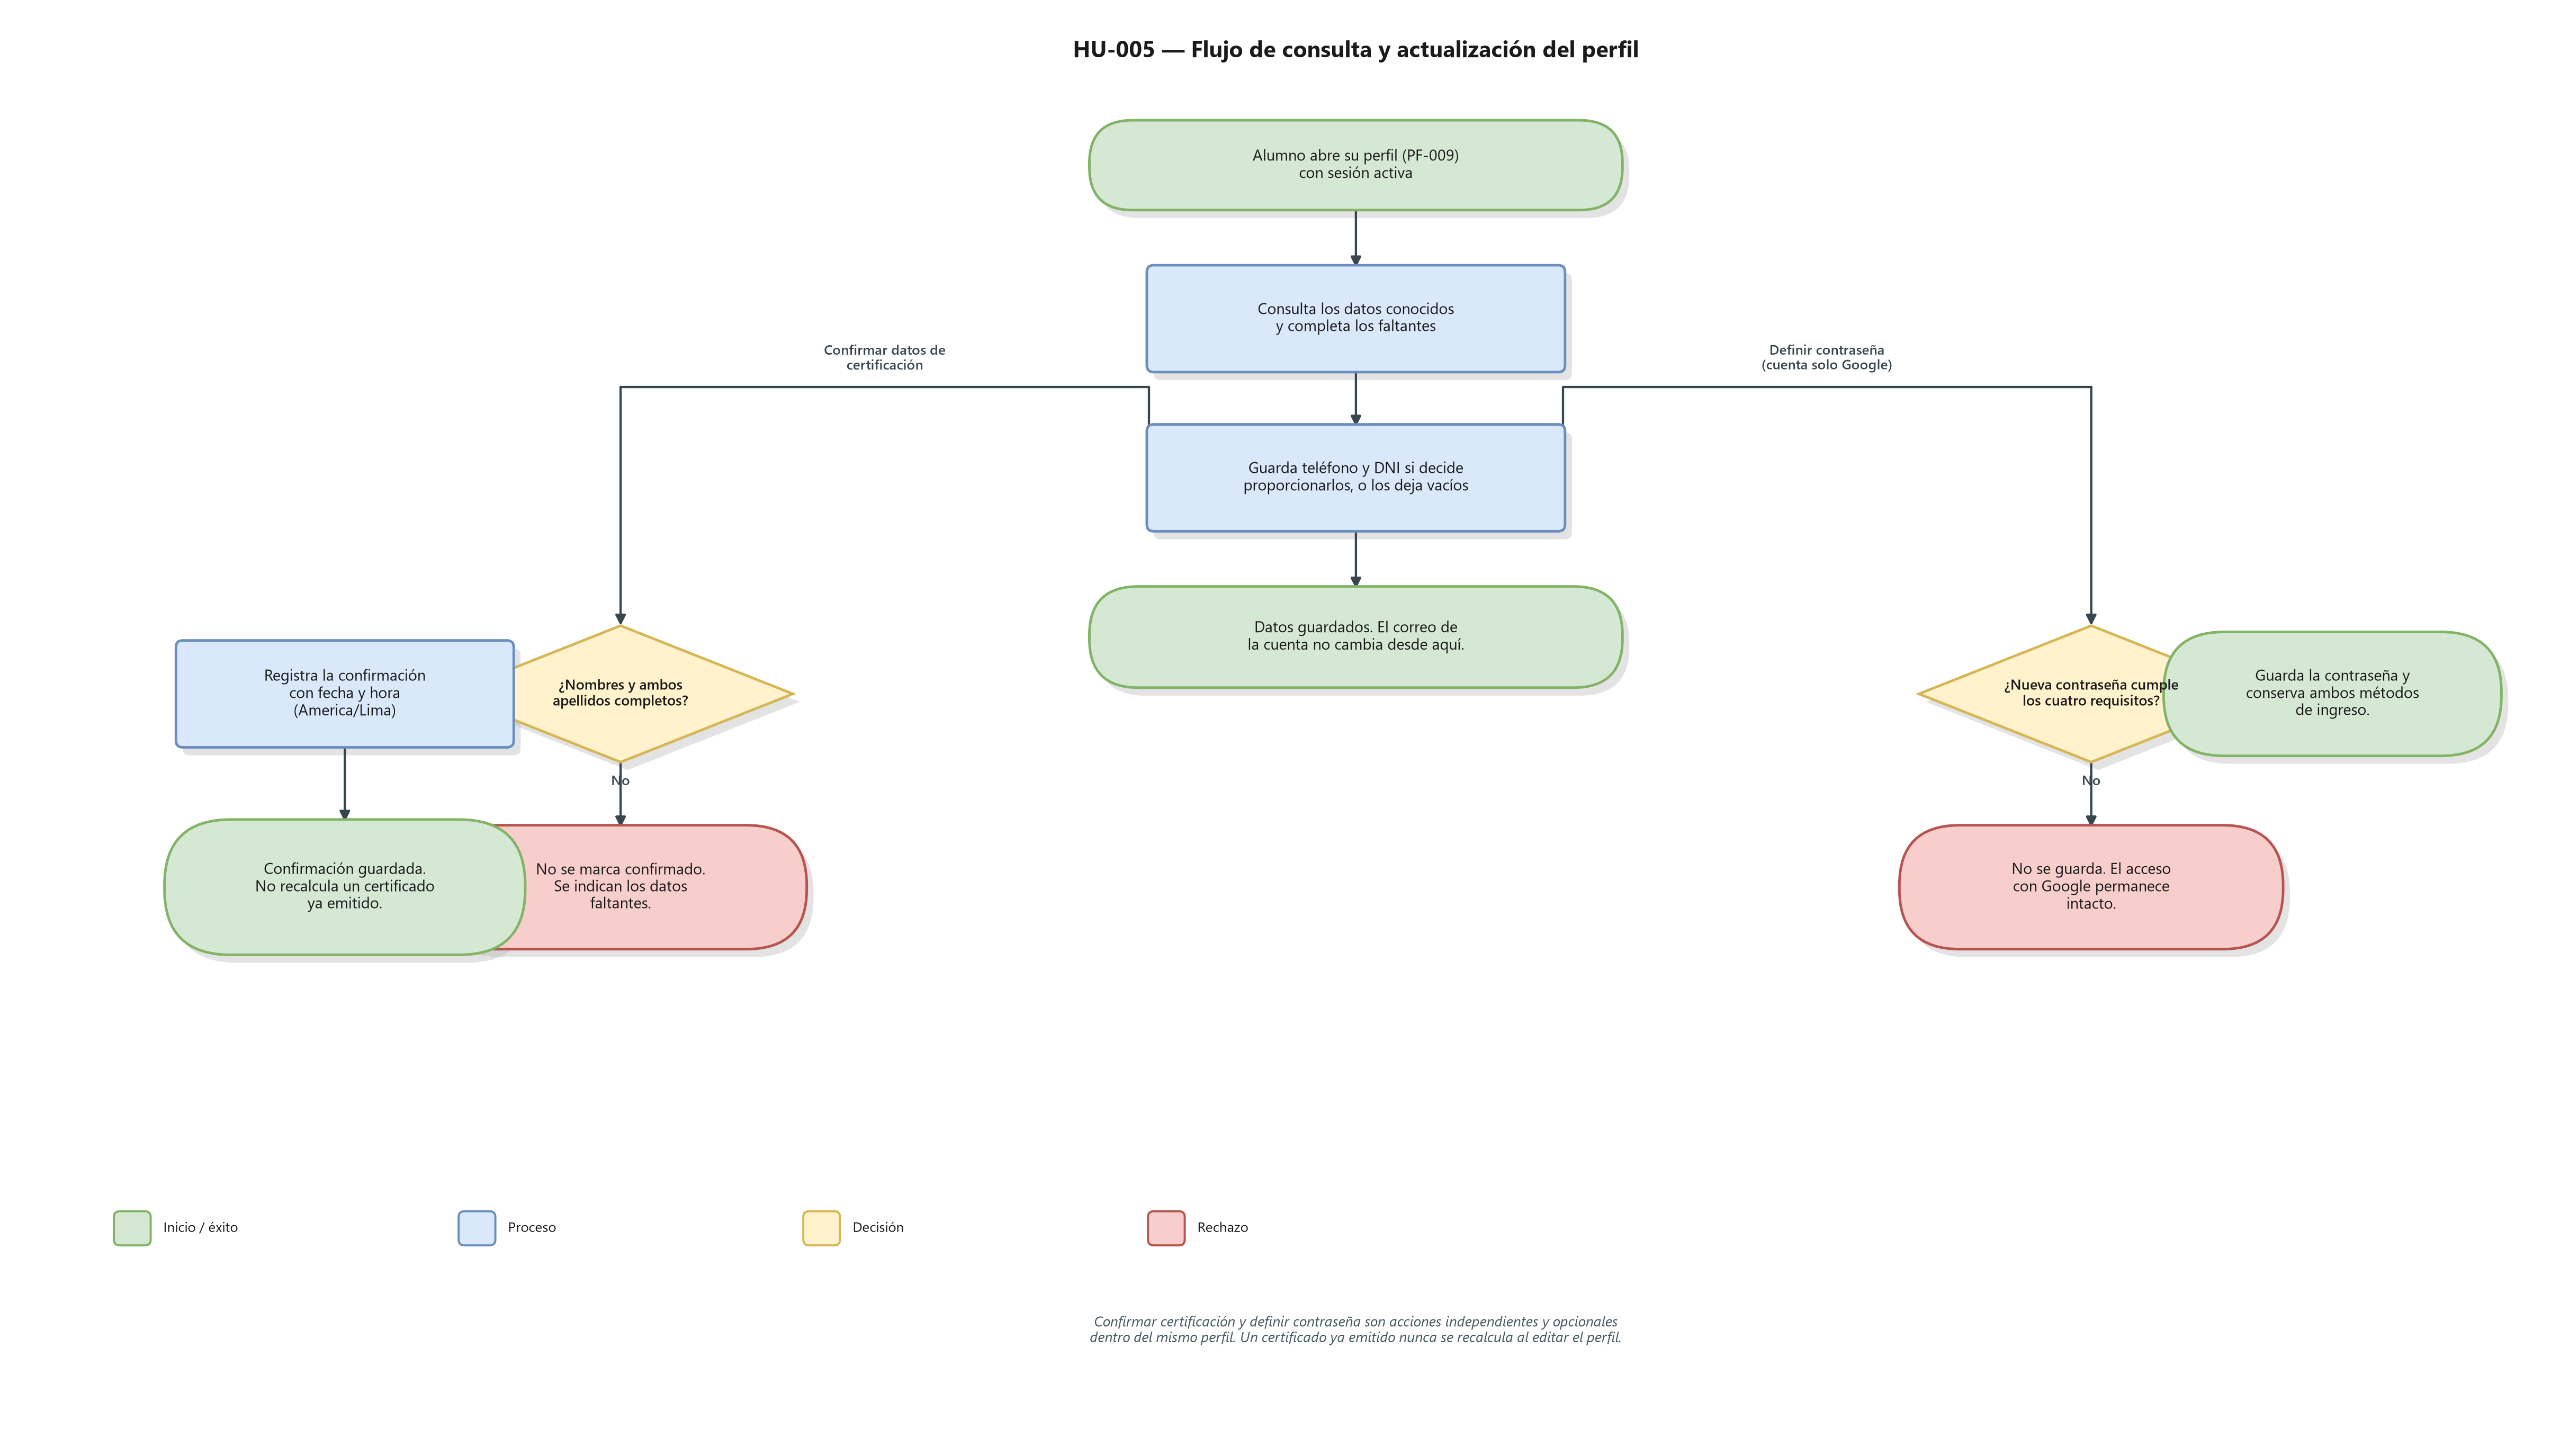 HU-005 — Flujo de consulta y actualización del perfil
Alumno abre su perfil (PF-009)
con sesión activa
Consulta los datos conocidos
y completa los faltantes
Confirmar datos de
certificación
Definir contraseña
(cuenta solo Google)
Guarda teléfono y DNI si decide
proporcionarlos, o los deja vacíos
Datos guardados. El correo de
la cuenta no cambia desde aquí.
Registra la confirmación
con fecha y hora
(America/Lima)
¿Nombres y ambos
apellidos completos?
¿Nueva contraseña cumple
los cuatro requisitos?
Guarda la contraseña y
conserva ambos métodos
de ingreso.
No
No
Confirmación guardada.
No recalcula un certificado
ya emitido.
No se marca confirmado.
Se indican los datos
faltantes.
No se guarda. El acceso
con Google permanece
intacto.
Inicio / éxito
Proceso
Decisión
Rechazo
Confirmar certificación y definir contraseña son acciones independientes y opcionales
dentro del mismo perfil. Un certificado ya emitido nunca se recalcula al editar el perfil.